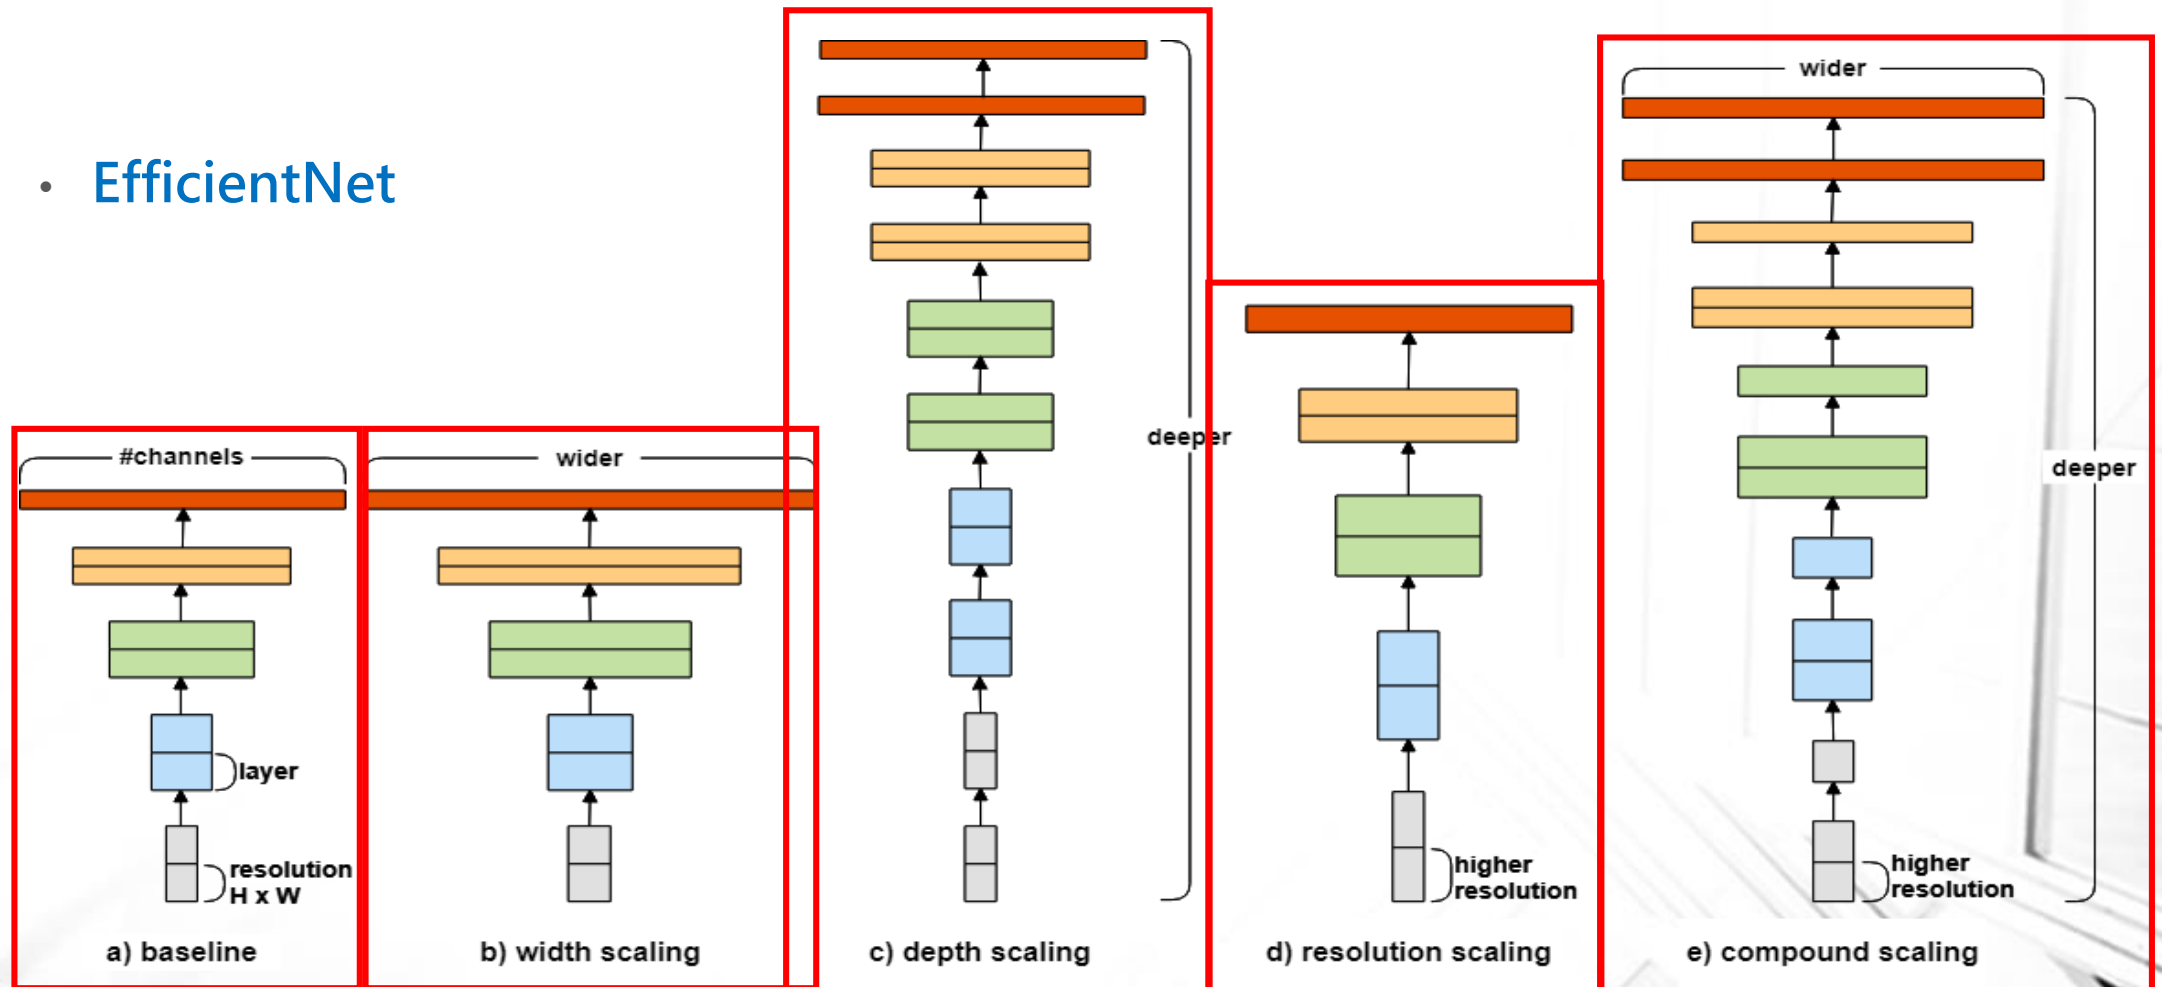 • EfficientNet
#channels
layer
resolution
H x W
a) baseline
wider
b) width scaling
deeper
c) depth scaling
higher
resolution
d) resolution scaling
wider
deeper
higher
resolution
e) compound scaling